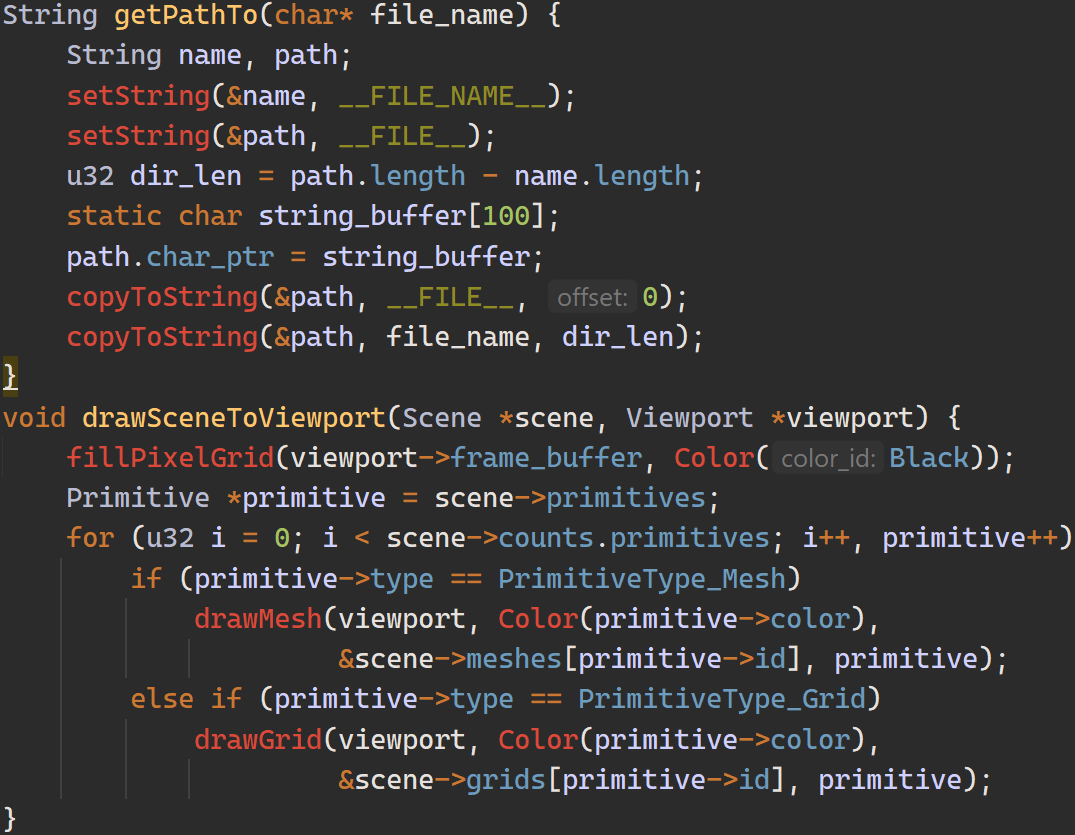 String getPathTo(char* file_name) {
    String name, path;
    setString(&name, __FILE_NAME__);
    setString(&path, __FILE__);
    u32 dir_len = path.length - name.length;
    static char string_buffer[100];
    path.char_ptr = string_buffer;
    copyToString(&path, __FILE__, offset: 0);
    copyToString(&path, file_name, dir_len);
}
void drawSceneToViewport(Scene *scene, Viewport *viewport) {
    fillPixelGrid(viewport->frame_buffer, Color( color_id: Black));
    Primitive *primitive = scene->primitives;
    for (u32 i = 0; i < scene->counts.primitives; i++, primitive++)
        if (primitive->type == PrimitiveType_Mesh)
            drawMesh(viewport, Color(primitive->color),
                     &scene->meshes[primitive->id], primitive);
        else if (primitive->type == PrimitiveType_Grid)
            drawGrid(viewport, Color(primitive->color),
                     &scene->grids[primitive->id], primitive);
}